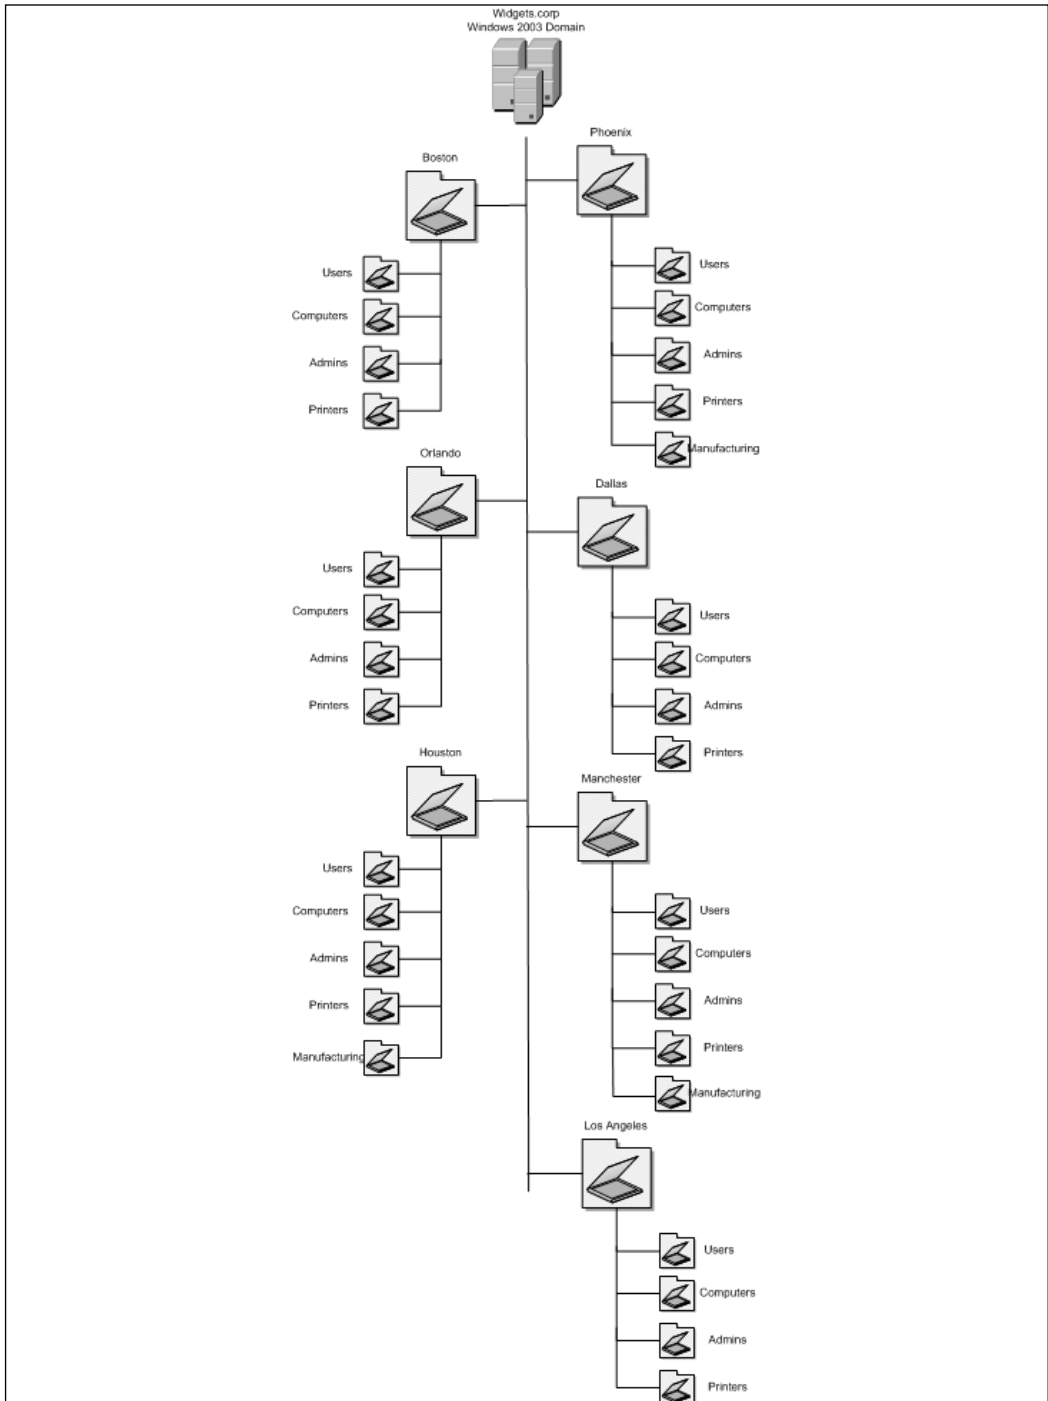 Widgets.corp
Windows 2003 Domain
Boston
Users
Computers
Admins
Printers
Phoenix
Users
Computers
Admins
Printers
Manufacturing
Orlando
Users
Computers
Admins
Printers
Dallas
Users
Computers
Admins
Printers
Houston
Users
Computers
Admins
Printers
Manufacturing
Manchester
Users
Computers
Admins
Printers
Manufacturing
Los Angeles
Users
Computers
Admins
Printers